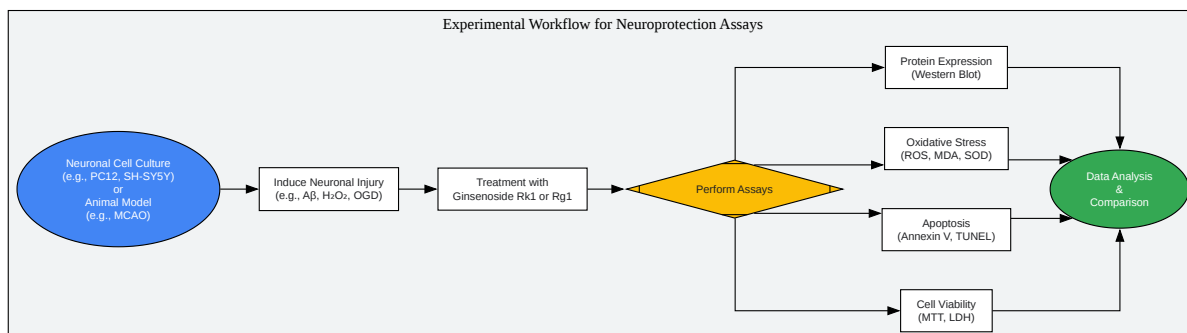 Experimental Workflow for Neuroprotection Assays
Neuronal Cell Culture
(e.g., PC12, SH-SY5Y)
or
Animal Model
(e.g., MCAO)
Induce Neuronal Injury
(e.g., Aβ, H₂O₂, OGD)
Treatment with
Ginsenoside Rk1 or Rg1
Perform Assays
Protein Expression
(Western Blot)
Oxidative Stress
(ROS, MDA, SOD)
Apoptosis
(Annexin V, TUNEL)
Cell Viability
(MTT, LDH)
Data Analysis
&
Comparison